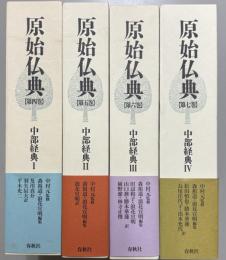 原始仏典
[第四巻]
中部経典 I
中村元 監修
春秋社
原始仏典
[第五巻]
中部経典 II
中村元 監修
春秋社
原始仏典
[第六巻]
中部経典 III
中村元 監修
春秋社
原始仏典
[第七巻]
中部経典 IV
中村元 監修
春秋社